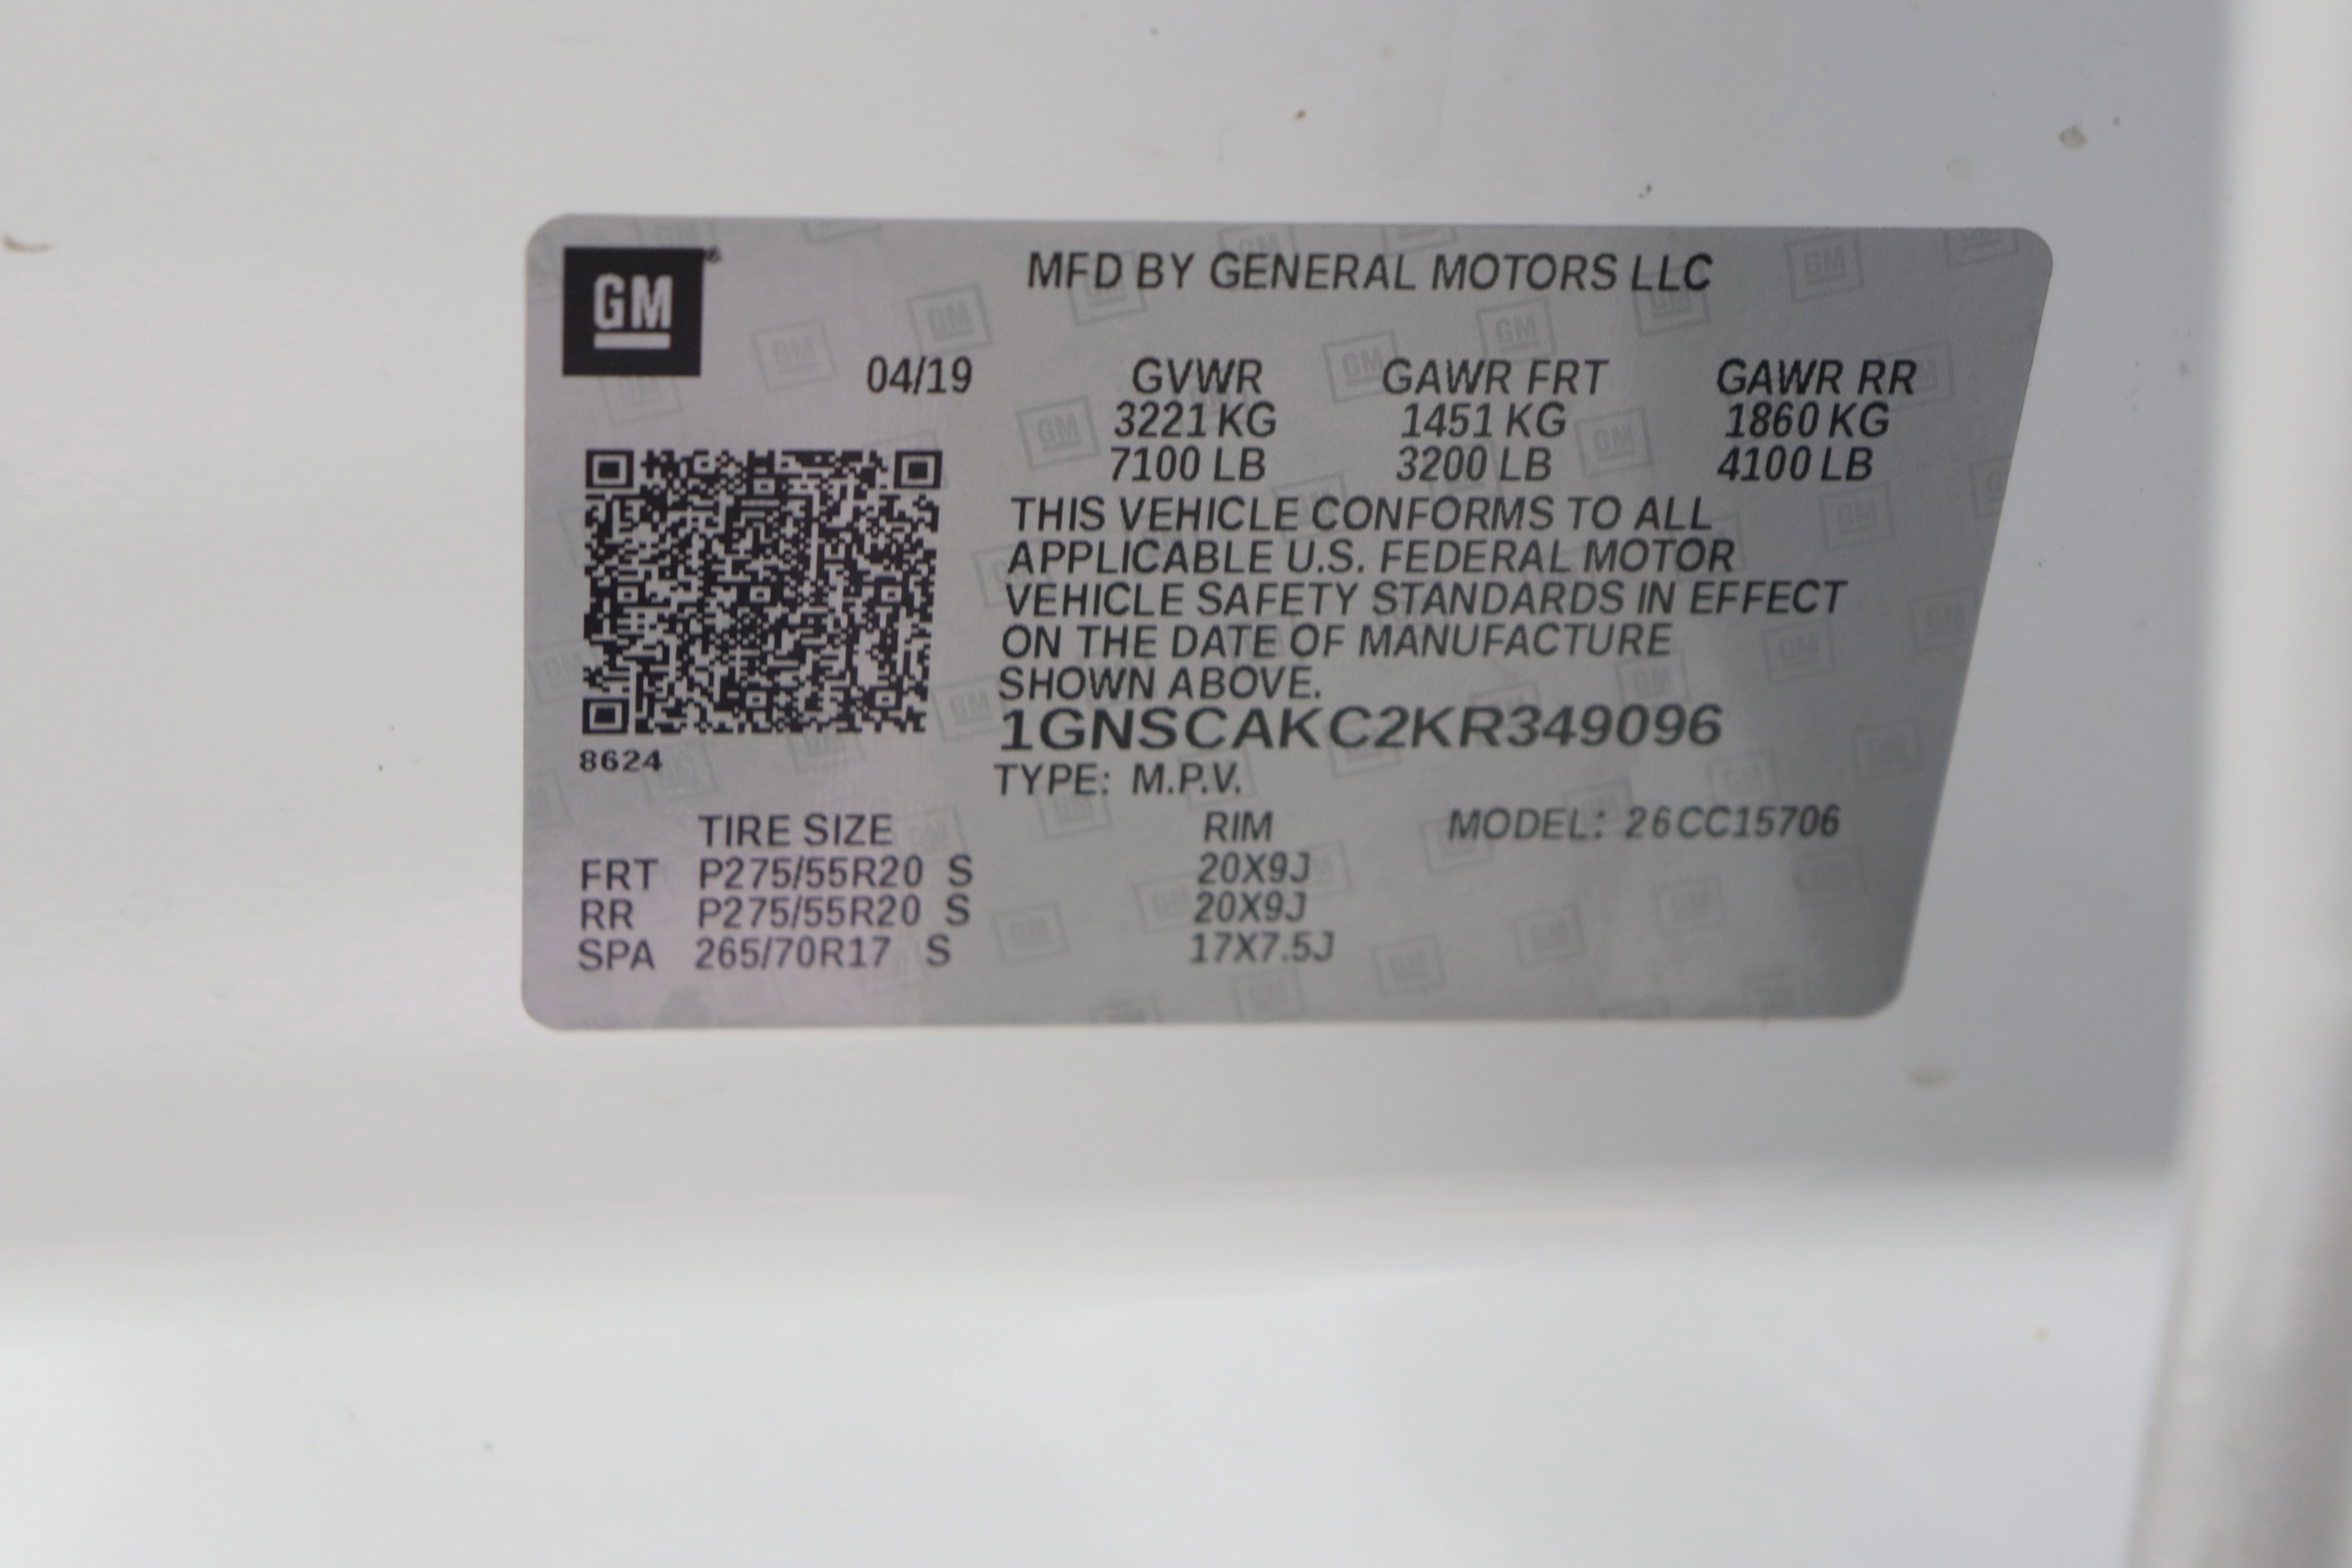 GM
MFD BY GENERAL MOTORS LLC
04/19 GVWR GAWR FRT GAWR RR
3221 KG 1451 KG 1860 KG
7100 LB 3200 LB 4100 LB
THIS VEHICLE CONFORMS TO ALL
APPLICABLE U.S. FEDERAL MOTOR
VEHICLE SAFETY STANDARDS IN EFFECT
ON THE DATE OF MANUFACTURE
SHOWN ABOVE.
1GNSCAKC2KR349096
8624
TYPE: M.P.V.
TIRE SIZE RIM MODEL: 26CC15706
FRT P275/55R20 S 20X9J
RR P275/55R20 S 20X9J
SPA 265/70R17 S 17X7.5J